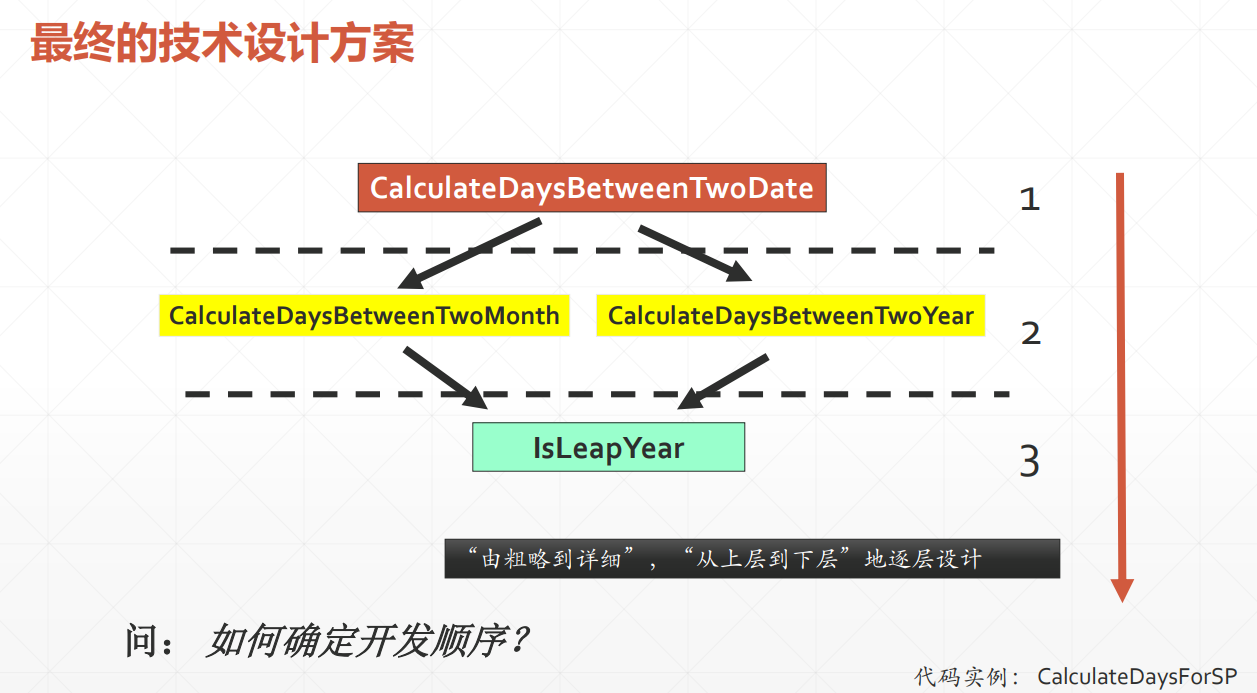 最终的技术设计方案
CalculateDaysBetweenTwoDate
1
CalculateDaysBetweenTwoMonth
CalculateDaysBetweenTwoYear
2
IsLeapYear
3
“由粗略到详细”，“从上层到下层”地逐层设计
问： 如何确定开发顺序？
代码实例： CalculateDaysForSP